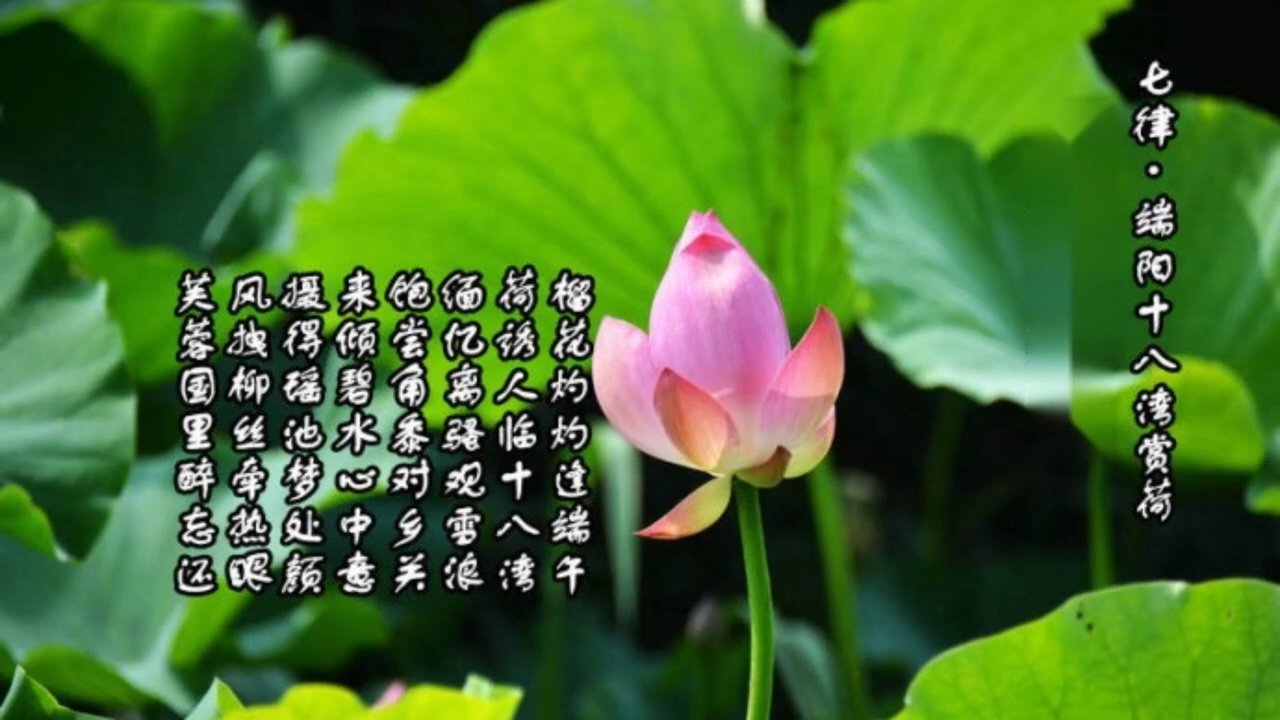 七律·端阳十八湾赏荷
榴花灼灼逢端午
荷诱人临十八湾
缅亿离骚观雪浪
饱尝角黍对乡关
来倾碧水心中意
摄得瑶池梦处颜
风拽柳丝牵热眼
芙蓉国里醉忘还